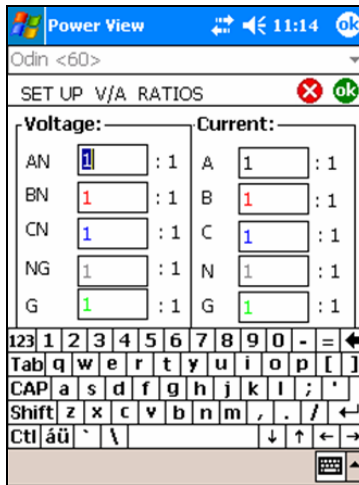 Power View 11:14 ok
Odin <60>
SET UP V/A RATIOS ok
Voltage: Current:
AN 1 : 1 A 1 : 1
BN 1 : 1 B 1 : 1
CN 1 : 1 C 1 : 1
NG 1 : 1 N 1 : 1
G 1 : 1 G 1 : 1
123 1 2 3 4 5 6 7 8 9 0 - = ←
Tab q w e r t y u i o p [ ]
CAP a s d f g h j k l ; '
Shift z x c v b n m , . / ↵
Ctl áü ` \ ↓ ↑ ← →